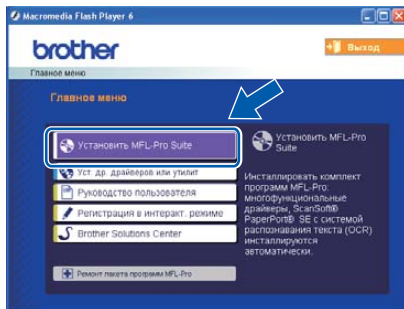 Macromedia Flash Player 6
brother
Выход
Главное меню
Главное меню
Установить MFL-Pro Suite
Уст. др. драйверов или утилит
Руководство пользователя
Регистрация в интеракт. режиме
Brother Solutions Center
Ремонт пакета программ MFL-Pro
Установить MFL-Pro
Suite
Инсталлировать комплект
программ MFL-Pro:
многофункциональные
драйверы, ScanSoft®
PaperPort® SE с системой
распознавания текста (OCR)
инсталлируются
автоматически.